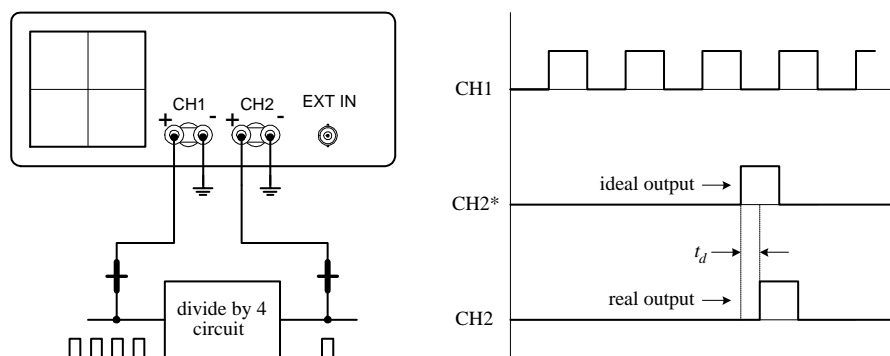 CH1
CH2
EXT IN
+
-
+
-
divide by 4
circuit
CH1
ideal output
CH2*
t_d
real output
CH2